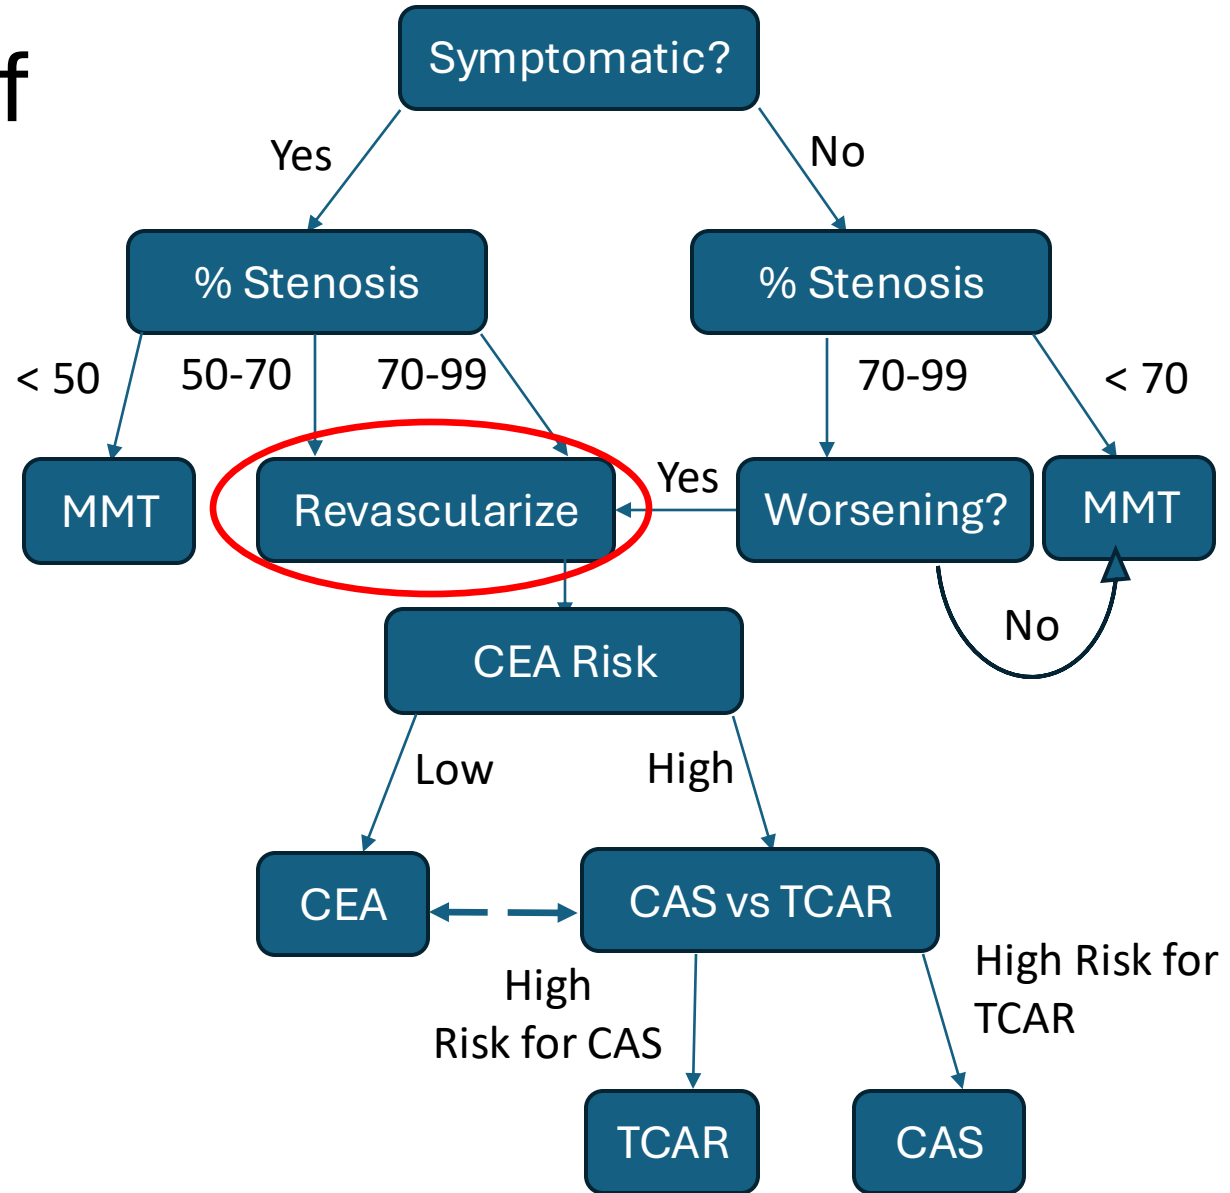 f
Symptomatic?
Yes
No
% Stenosis
% Stenosis
< 50
50-70
70-99
70-99
< 70
MMT
Revascularize
Yes
Worsening?
MMT
No
CEA Risk
Low
High
CEA
CAS vs TCAR
High
Risk for CAS
High Risk for
TCAR
TCAR
CAS